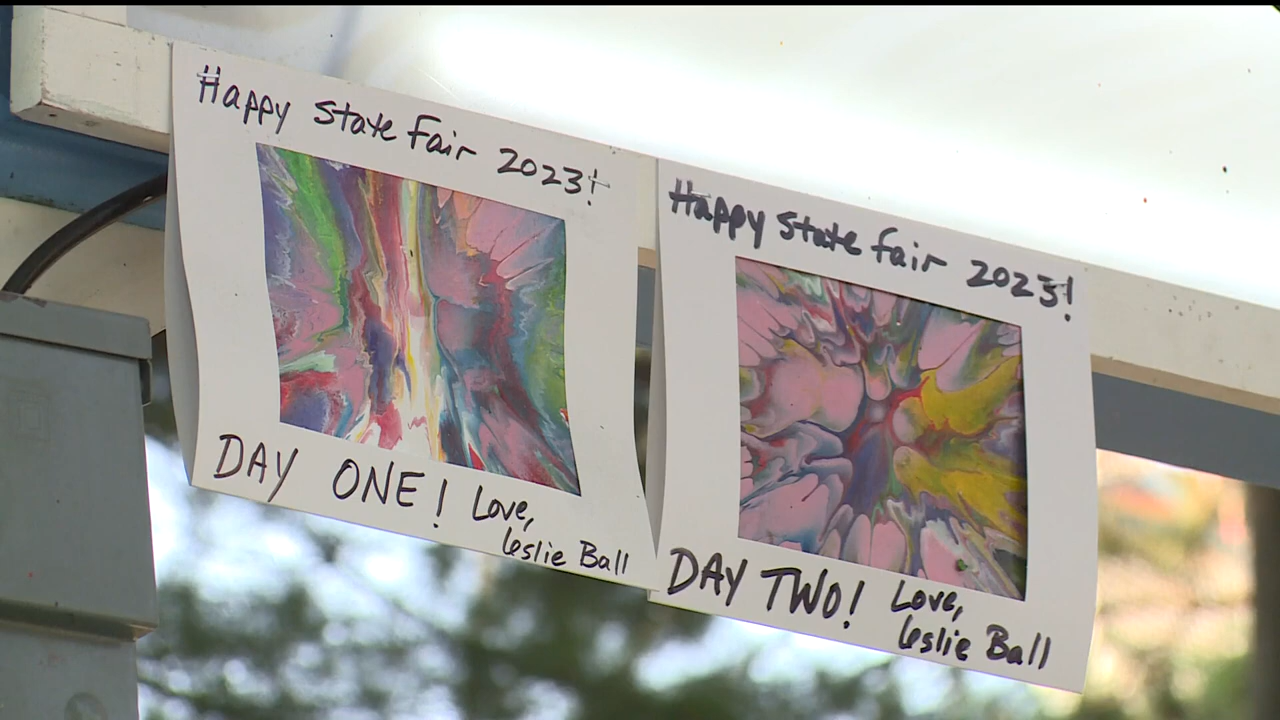 Happy State Fair 2023!
DAY ONE! Love,
Leslie Ball
Happy State Fair 2023!
DAY TWO! Love,
Leslie Ball